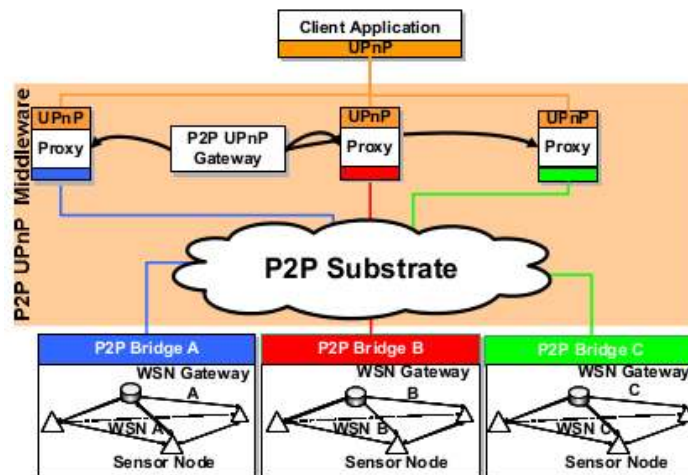 Client Application
UPnP
UPnP
UPnP
UPnP
Proxy
P2P UPnP
Gateway
Proxy
Proxy
P2P UPnP Middleware
P2P Substrate
P2P Bridge A
P2P Bridge B
P2P Bridge C
WSN Gateway
A
WSN A
Sensor Node
WSN Gateway
B
WSN B
Sensor Node
WSN Gateway
C
WSN C
Sensor Node